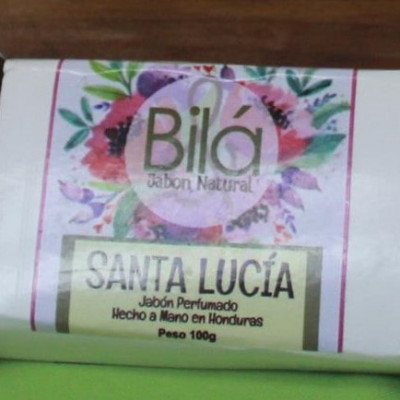 Bilá
Jabon Natural
SANTA LUCÍA
Jabón Perfumado
Hecho a Mano en Honduras
Peso 100g